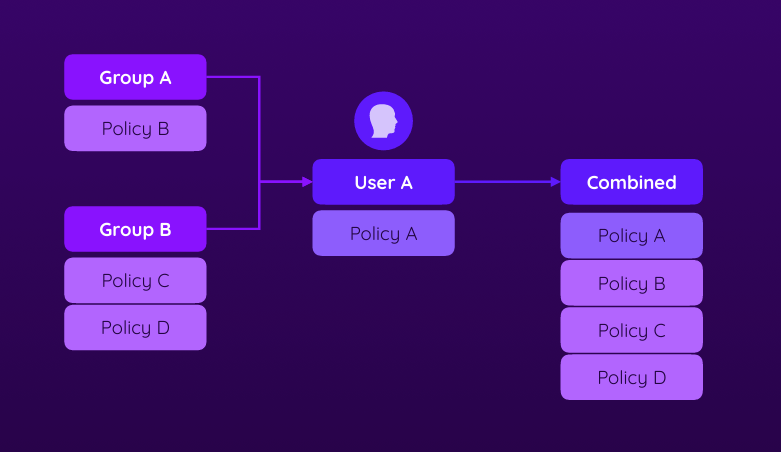 Group A
Policy B
Group B
Policy C
Policy D
User A
Policy A
Combined
Policy A
Policy B
Policy C
Policy D